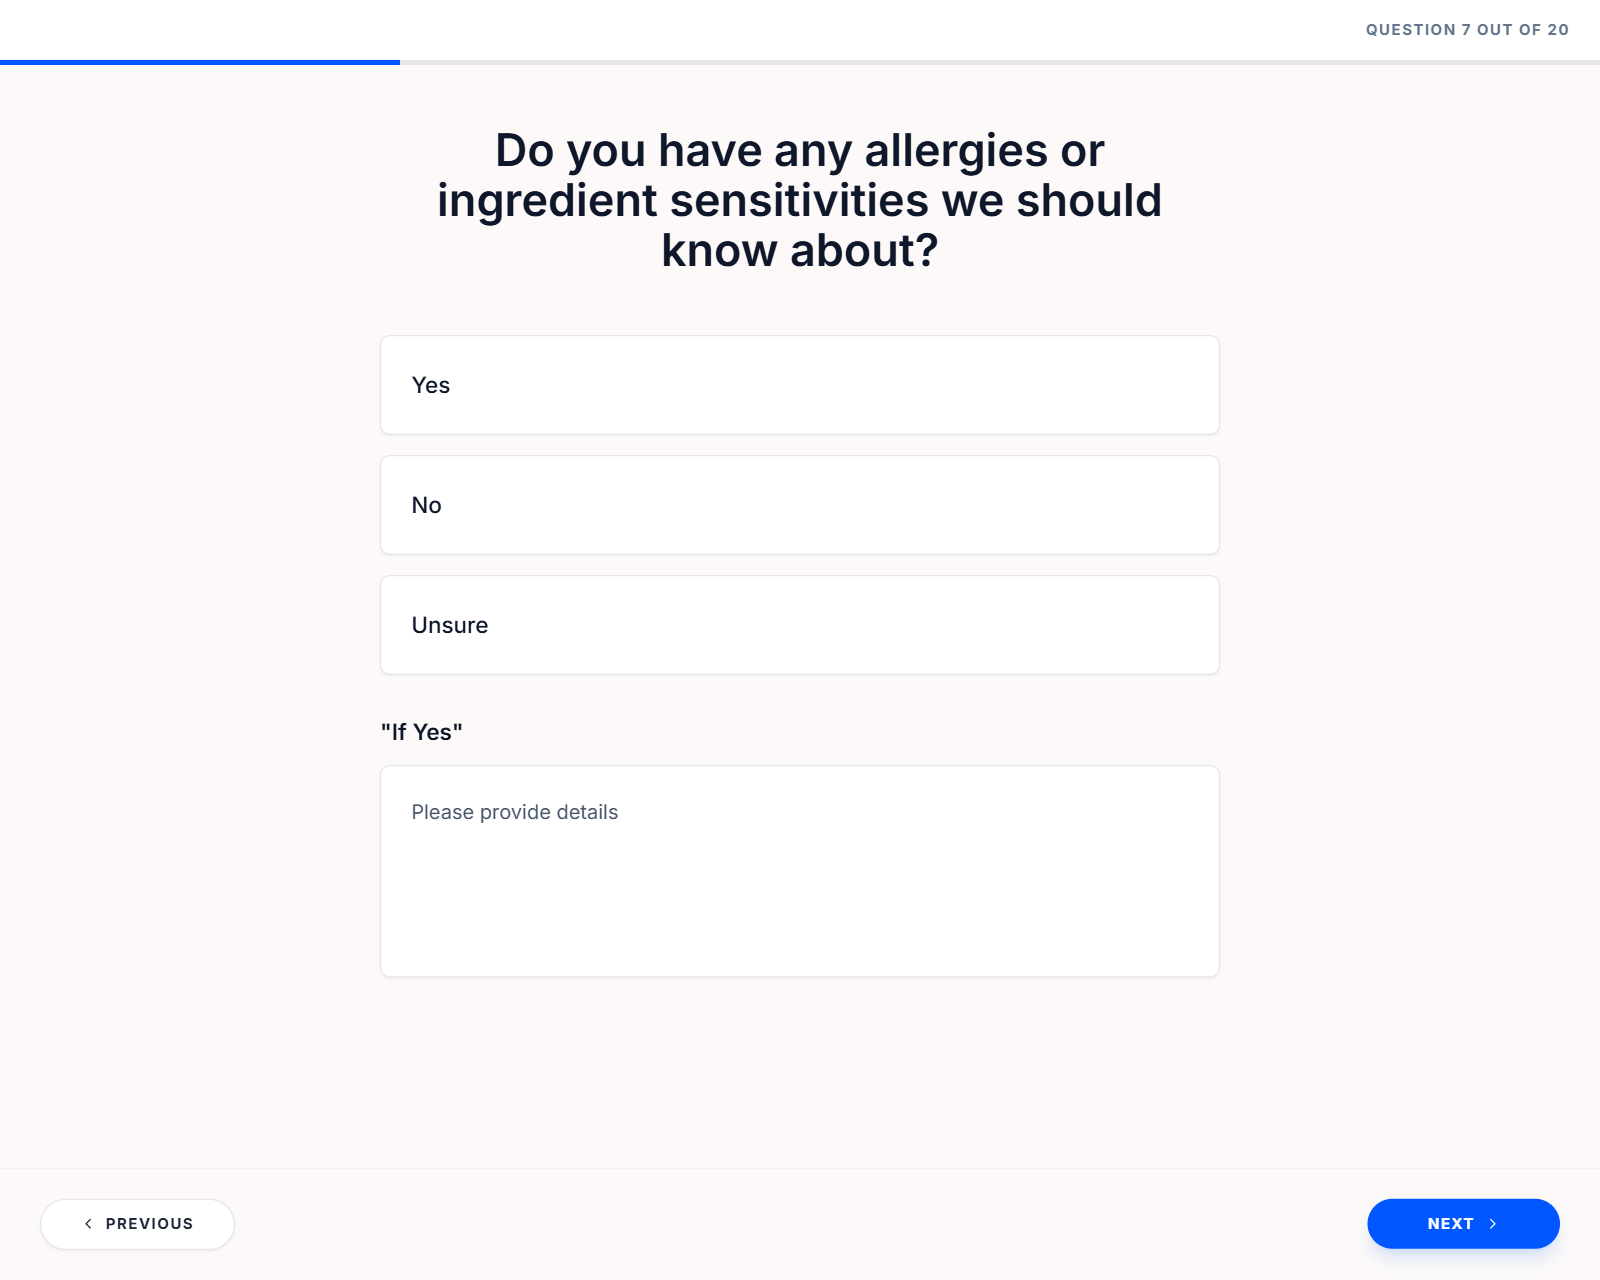 QUESTION 7 OUT OF 20
Do you have any allergies or
ingredient sensitivities we should
know about?
Yes
No
Unsure
"If Yes"
Please provide details
PREVIOUS
NEXT